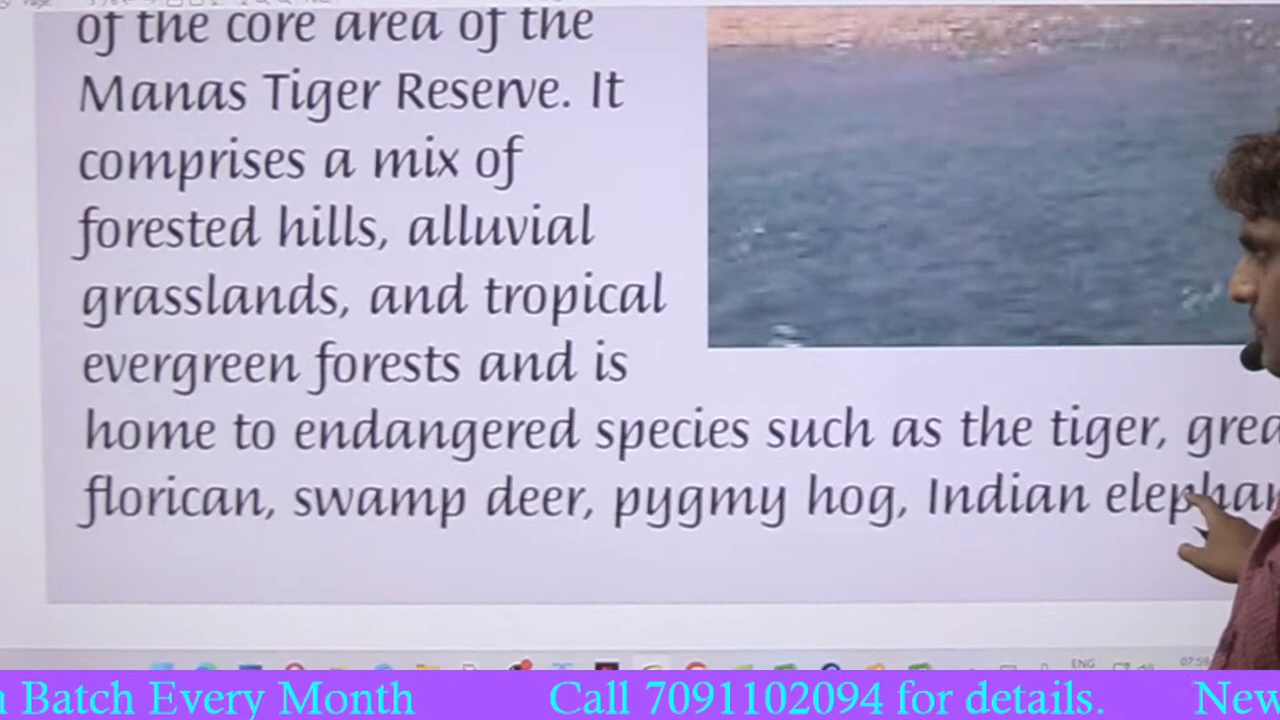 of the core area of the
Manas Tiger Reserve. It
comprises a mix of
forested hills, alluvial
grasslands, and tropical
evergreen forests and is
home to endangered species such as the tiger,
florican, swamp deer, pygmy hog, Indian
ENG
Batch Every Month Call 7091102094 for details. New